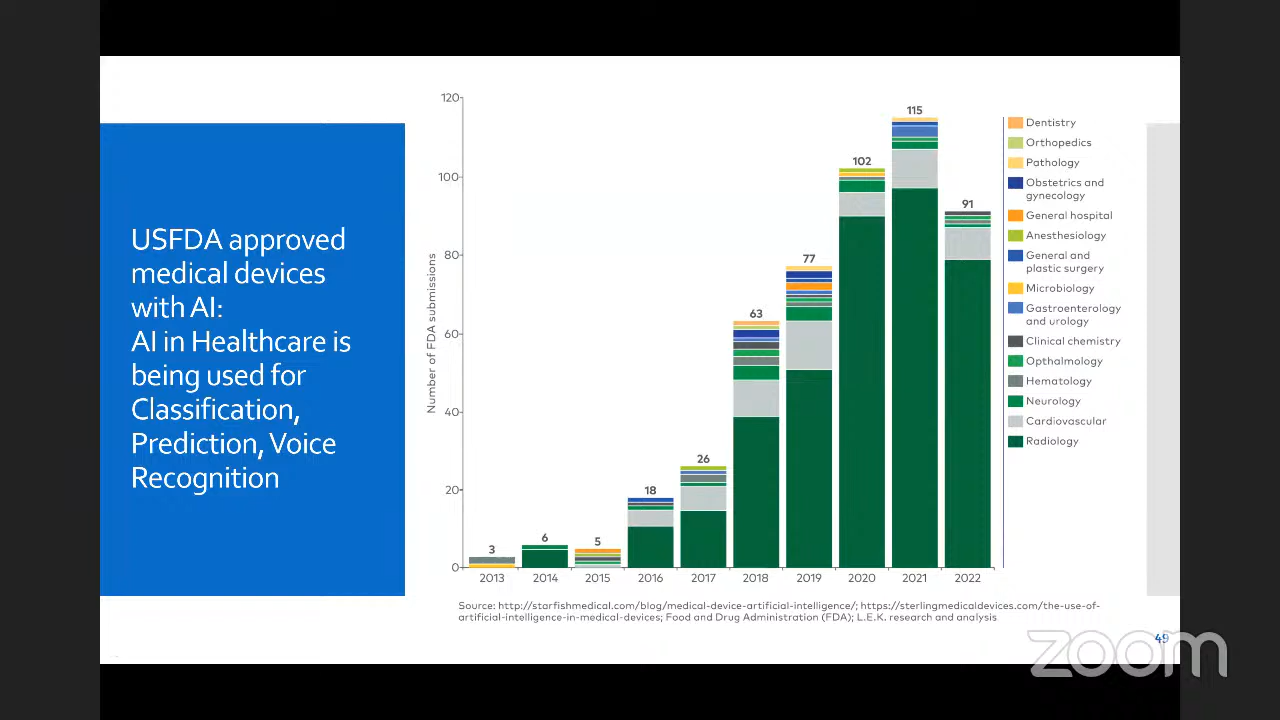 USFDA approved
medical devices
with AI:
AI in Healthcare is
being used for
Classification,
Prediction, Voice
Recognition
Number of FDA submissions
120
100
80
60
40
20
0
3
6
5
18
26
63
77
102
115
91
2013
2014
2015
2016
2017
2018
2019
2020
2021
2022
Dentistry
Orthopedics
Pathology
Obstetrics and
gynecology
General hospital
Anesthesiology
General and
plastic surgery
Microbiology
Gastroenterology
and urology
Clinical chemistry
Opthalmology
Hematology
Neurology
Cardiovascular
Radiology
Source: http://starfishmedical.com/blog/medical-device-artificial-intelligence/; https://sterlingmedicaldevices.com/the-use-of-
artificial-intelligence-in-medical-devices; Food and Drug Administration (FDA); L.E.K. research and analysis
49
zoom